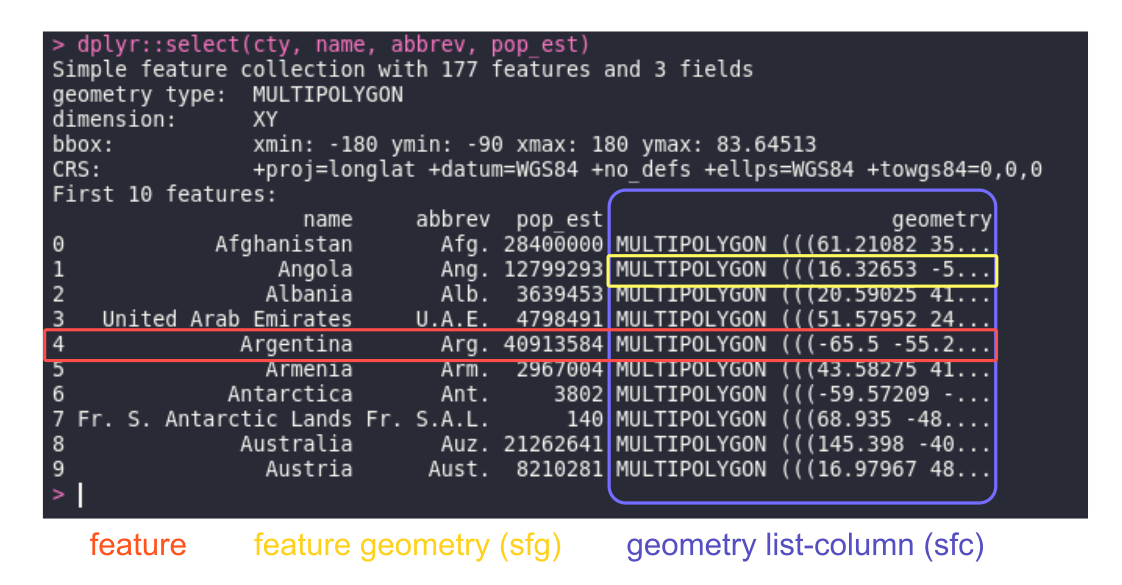 > dplyr::select(cty, name, abbrev, pop_est)
Simple feature collection with 177 features and 3 fields
geometry type:  MULTIPOLYGON
dimension:      XY
bbox:           xmin: -180 ymin: -90 xmax: 180 ymax: 83.64513
CRS:            +proj=longlat +datum=WGS84 +no_defs +ellps=WGS84 +towgs84=0,0,0
First 10 features:
                    name     abbrev  pop_est                       geometry
0            Afghanistan       Afg. 28400000 MULTIPOLYGON (((61.21082 35...
1                 Angola       Ang. 12799293 MULTIPOLYGON (((16.32653 -5...
2                Albania       Alb.  3639453 MULTIPOLYGON (((20.59025 41...
3   United Arab Emirates     U.A.E.  4798491 MULTIPOLYGON (((51.57952 24...
4              Argentina       Arg. 40913584 MULTIPOLYGON (((-65.5 -55.2...
5                Armenia       Arm.  2967004 MULTIPOLYGON (((43.58275 41...
6             Antarctica       Ant.     3802 MULTIPOLYGON (((-59.57209 -...
7 Fr. S. Antarctic Lands Fr. S.A.L.      140 MULTIPOLYGON (((68.935 -48....
8              Australia       Auz. 21262641 MULTIPOLYGON (((145.398 -40...
9                Austria      Aust.  8210281 MULTIPOLYGON (((16.97967 48...
>
feature feature geometry (sfg) geometry list-column (sfc)